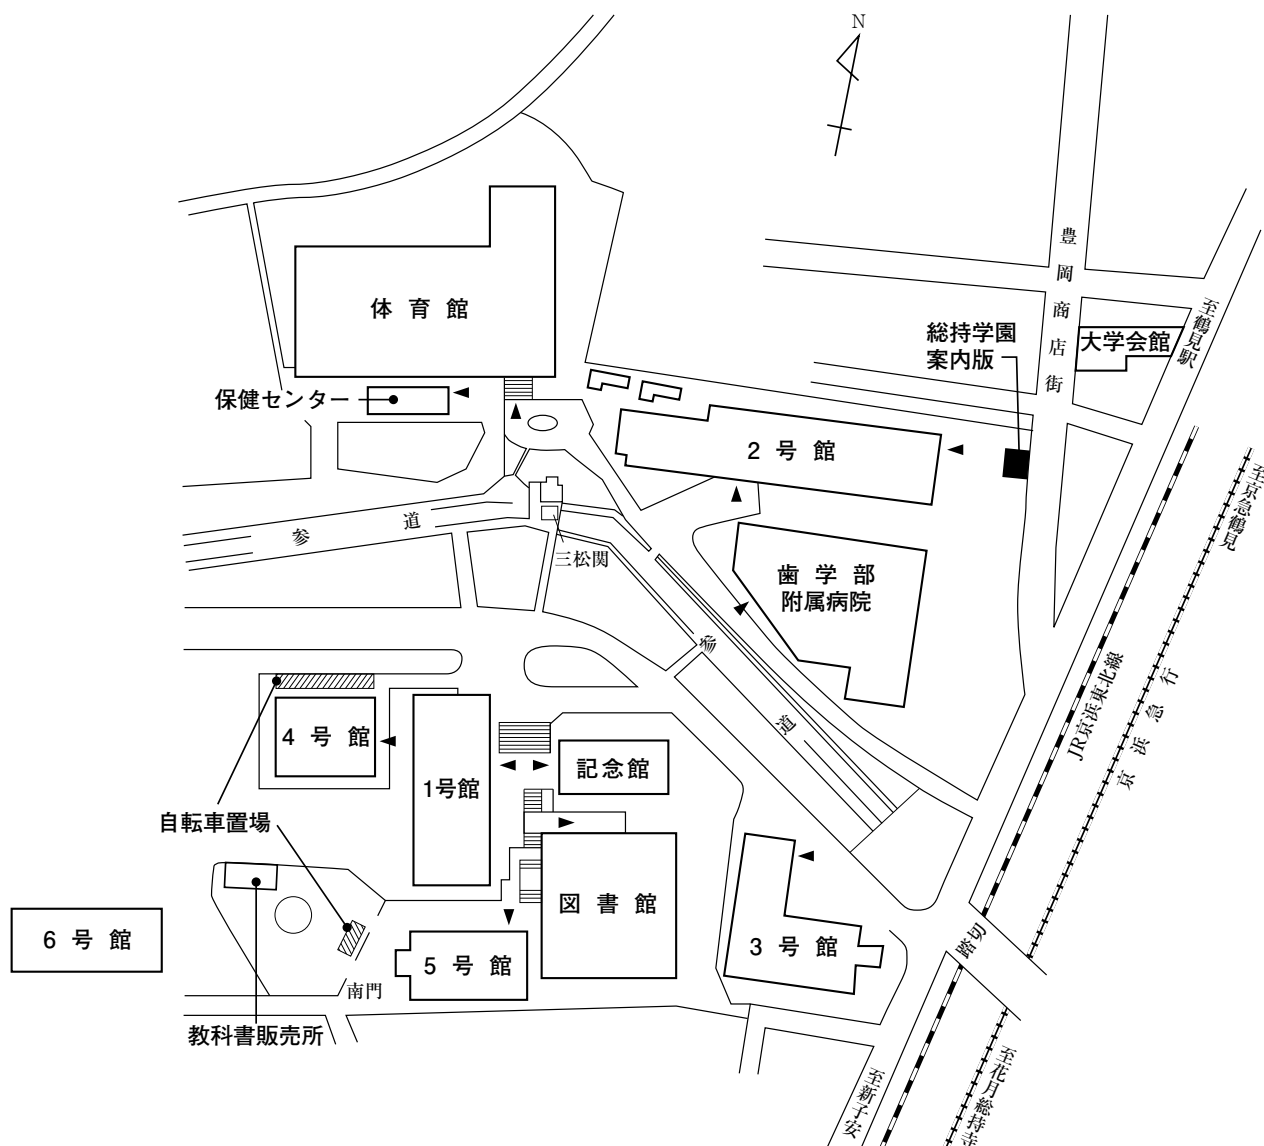 N
豊岡商店街
至鶴見駅
体育館
総持学園
案内版
大学会館
保健センター
2号館
至京急鶴見
参道
三松関
歯学部
附属病院
参道
JR京浜東北線
京浜急行
4号館
1号館
記念館
自転車置場
図書館
6号館
5号館
3号館
踏切
南門
教科書販売所
至新子安
至花月総持寺